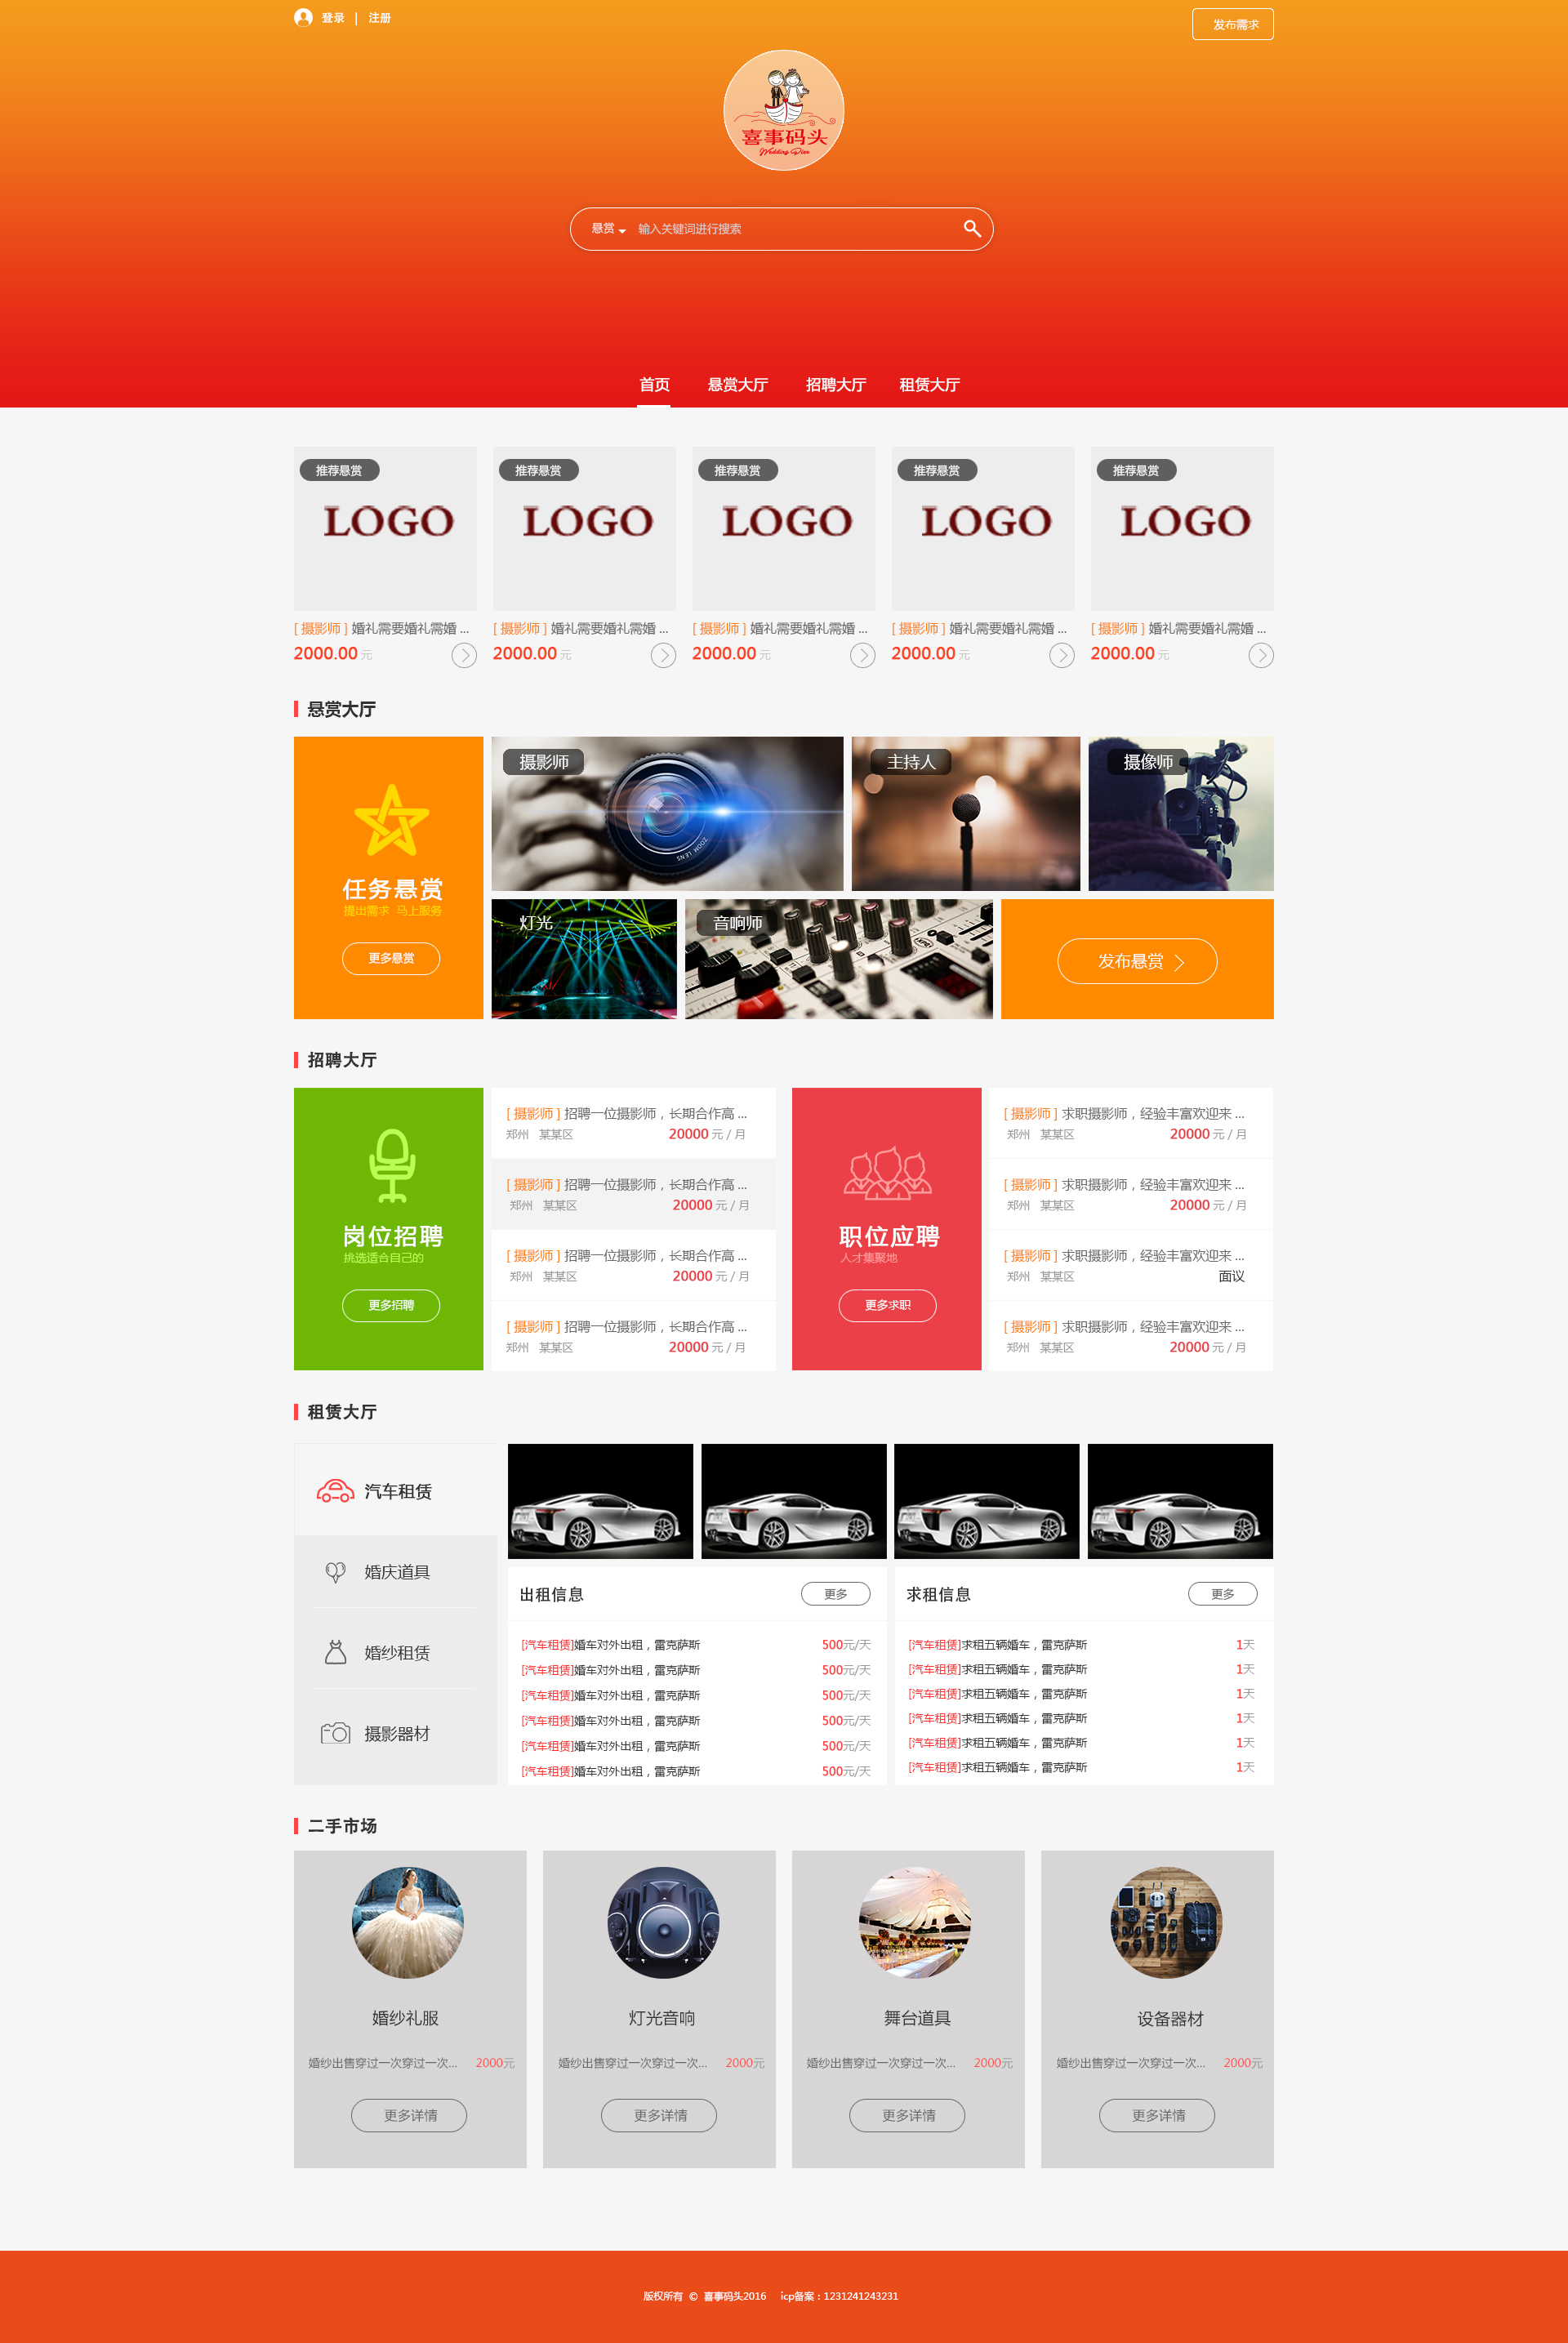 登录 | 注册
发布需求
喜事码头
Wedding Pier
悬赏 输入关键词进行搜索
首页 悬赏大厅 招聘大厅 租赁大厅
推荐悬赏 推荐悬赏 推荐悬赏 推荐悬赏 推荐悬赏
LOGO LOGO LOGO LOGO LOGO
[ 摄影师 ] 婚礼需要婚礼需婚 ... [ 摄影师 ] 婚礼需要婚礼需婚 ... [ 摄影师 ] 婚礼需要婚礼需婚 ... [ 摄影师 ] 婚礼需要婚礼需婚 ... [ 摄影师 ] 婚礼需要婚礼需婚 ...
2000.00 元 2000.00 元 2000.00 元 2000.00 元 2000.00 元
悬赏大厅
任务悬赏
提出需求 马上服务
更多悬赏
摄影师
ZOOM LENS
主持人
摄像师
灯光
音响师
发布悬赏
招聘大厅
岗位招聘
挑选适合自己的
更多招聘
[ 摄影师 ] 招聘一位摄影师，长期合作高 ...
郑州 某某区 20000 元 / 月
[ 摄影师 ] 招聘一位摄影师，长期合作高 ...
郑州 某某区 20000 元 / 月
[ 摄影师 ] 招聘一位摄影师，长期合作高 ...
郑州 某某区 20000 元 / 月
[ 摄影师 ] 招聘一位摄影师，长期合作高 ...
郑州 某某区 20000 元 / 月
职位应聘
人才集聚地
更多求职
[ 摄影师 ] 求职摄影师，经验丰富欢迎来 ...
郑州 某某区 20000 元 / 月
[ 摄影师 ] 求职摄影师，经验丰富欢迎来 ...
郑州 某某区 20000 元 / 月
[ 摄影师 ] 求职摄影师，经验丰富欢迎来 ...
郑州 某某区 面议
[ 摄影师 ] 求职摄影师，经验丰富欢迎来 ...
郑州 某某区 20000 元 / 月
租赁大厅
汽车租赁
婚庆道具
婚纱租赁
摄影器材
出租信息 更多
[汽车租赁]婚车对外出租，雷克萨斯 500元/天
[汽车租赁]婚车对外出租，雷克萨斯 500元/天
[汽车租赁]婚车对外出租，雷克萨斯 500元/天
[汽车租赁]婚车对外出租，雷克萨斯 500元/天
[汽车租赁]婚车对外出租，雷克萨斯 500元/天
[汽车租赁]婚车对外出租，雷克萨斯 500元/天
求租信息 更多
[汽车租赁]求租五辆婚车，雷克萨斯 1天
[汽车租赁]求租五辆婚车，雷克萨斯 1天
[汽车租赁]求租五辆婚车，雷克萨斯 1天
[汽车租赁]求租五辆婚车，雷克萨斯 1天
[汽车租赁]求租五辆婚车，雷克萨斯 1天
[汽车租赁]求租五辆婚车，雷克萨斯 1天
二手市场
婚纱礼服 灯光音响 舞台道具 设备器材
婚纱出售穿过一次穿过一次... 2000元 婚纱出售穿过一次穿过一次... 2000元 婚纱出售穿过一次穿过一次... 2000元 婚纱出售穿过一次穿过一次... 2000元
更多详情 更多详情 更多详情 更多详情
版权所有 © 喜事码头2016 icp备案：1231241243231